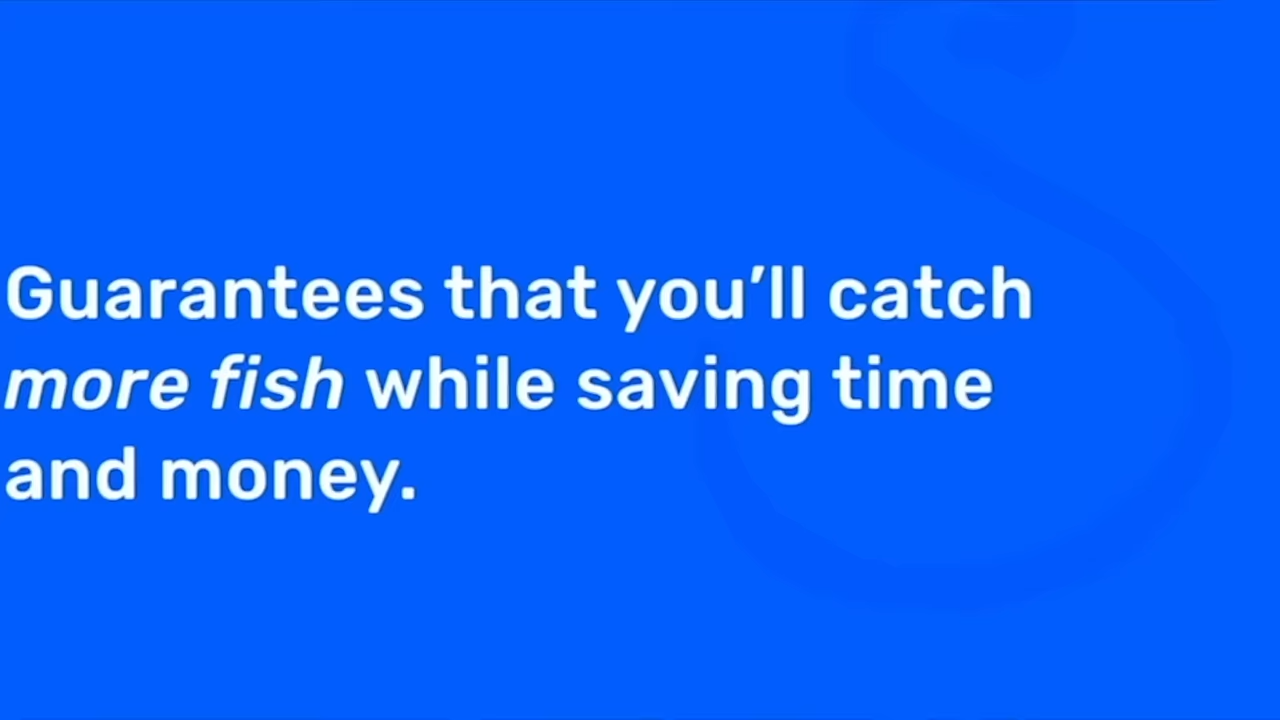 Guarantees that you’ll catch
more fish while saving time
and money.